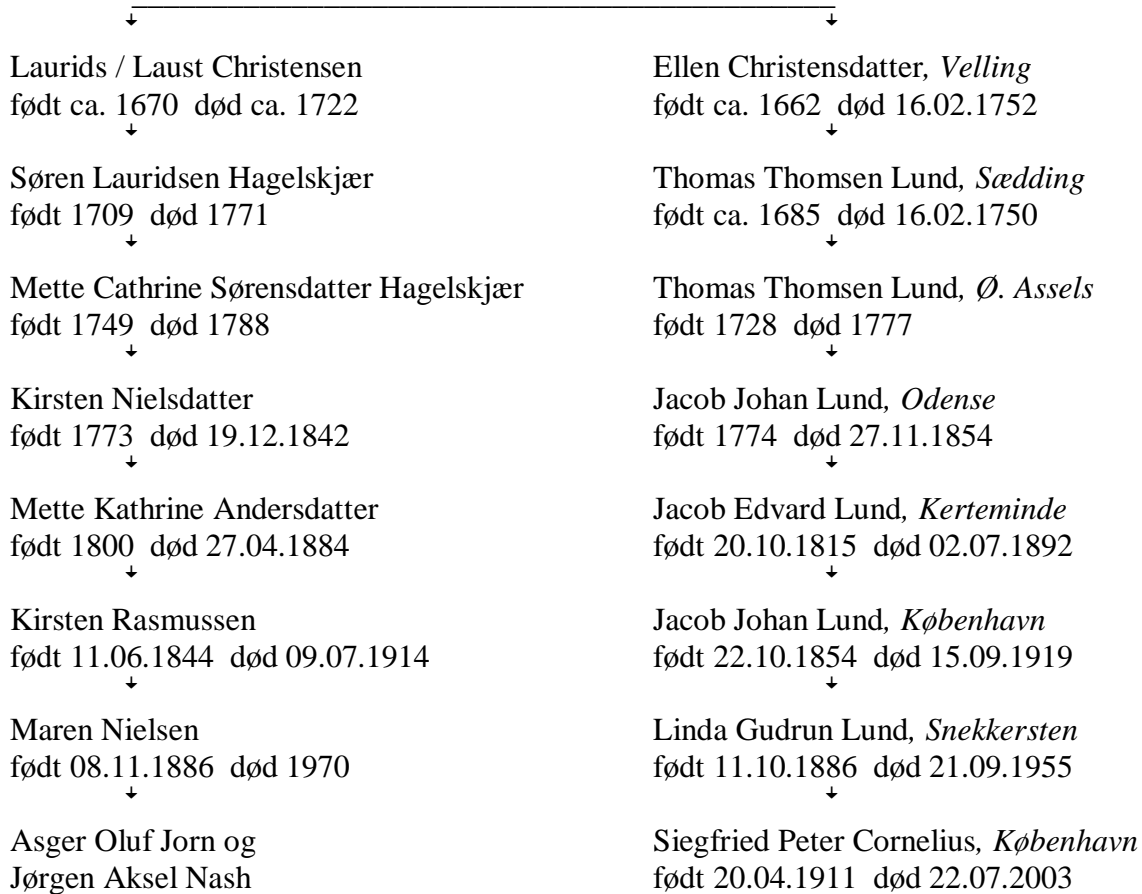 Laurids / Laust Christensen
født ca. 1670 død ca. 1722
Søren Lauridsen Hagelskjær
født 1709 død 1771
Mette Cathrine Sørensdatter Hagelskjær
født 1749 død 1788
Kirsten Nielsdatter
født 1773 død 19.12.1842
Mette Kathrine Andersdatter
født 1800 død 27.04.1884
Kirsten Rasmussen
født 11.06.1844 død 09.07.1914
Maren Nielsen
født 08.11.1886 død 1970
Asger Oluf Jorn og
Jørgen Aksel Nash
Ellen Christensdatter, Velling
født ca. 1662 død 16.02.1752
Thomas Thomsen Lund, Sædding
født ca. 1685 død 16.02.1750
Thomas Thomsen Lund, Ø. Assels
født 1728 død 1777
Jacob Johan Lund, Odense
født 1774 død 27.11.1854
Jacob Edvard Lund, Kerteminde
født 20.10.1815 død 02.07.1892
Jacob Johan Lund, København
født 22.10.1854 død 15.09.1919
Linda Gudrun Lund, Snekkersten
født 11.10.1886 død 21.09.1955
Siegfried Peter Cornelius, København
født 20.04.1911 død 22.07.2003